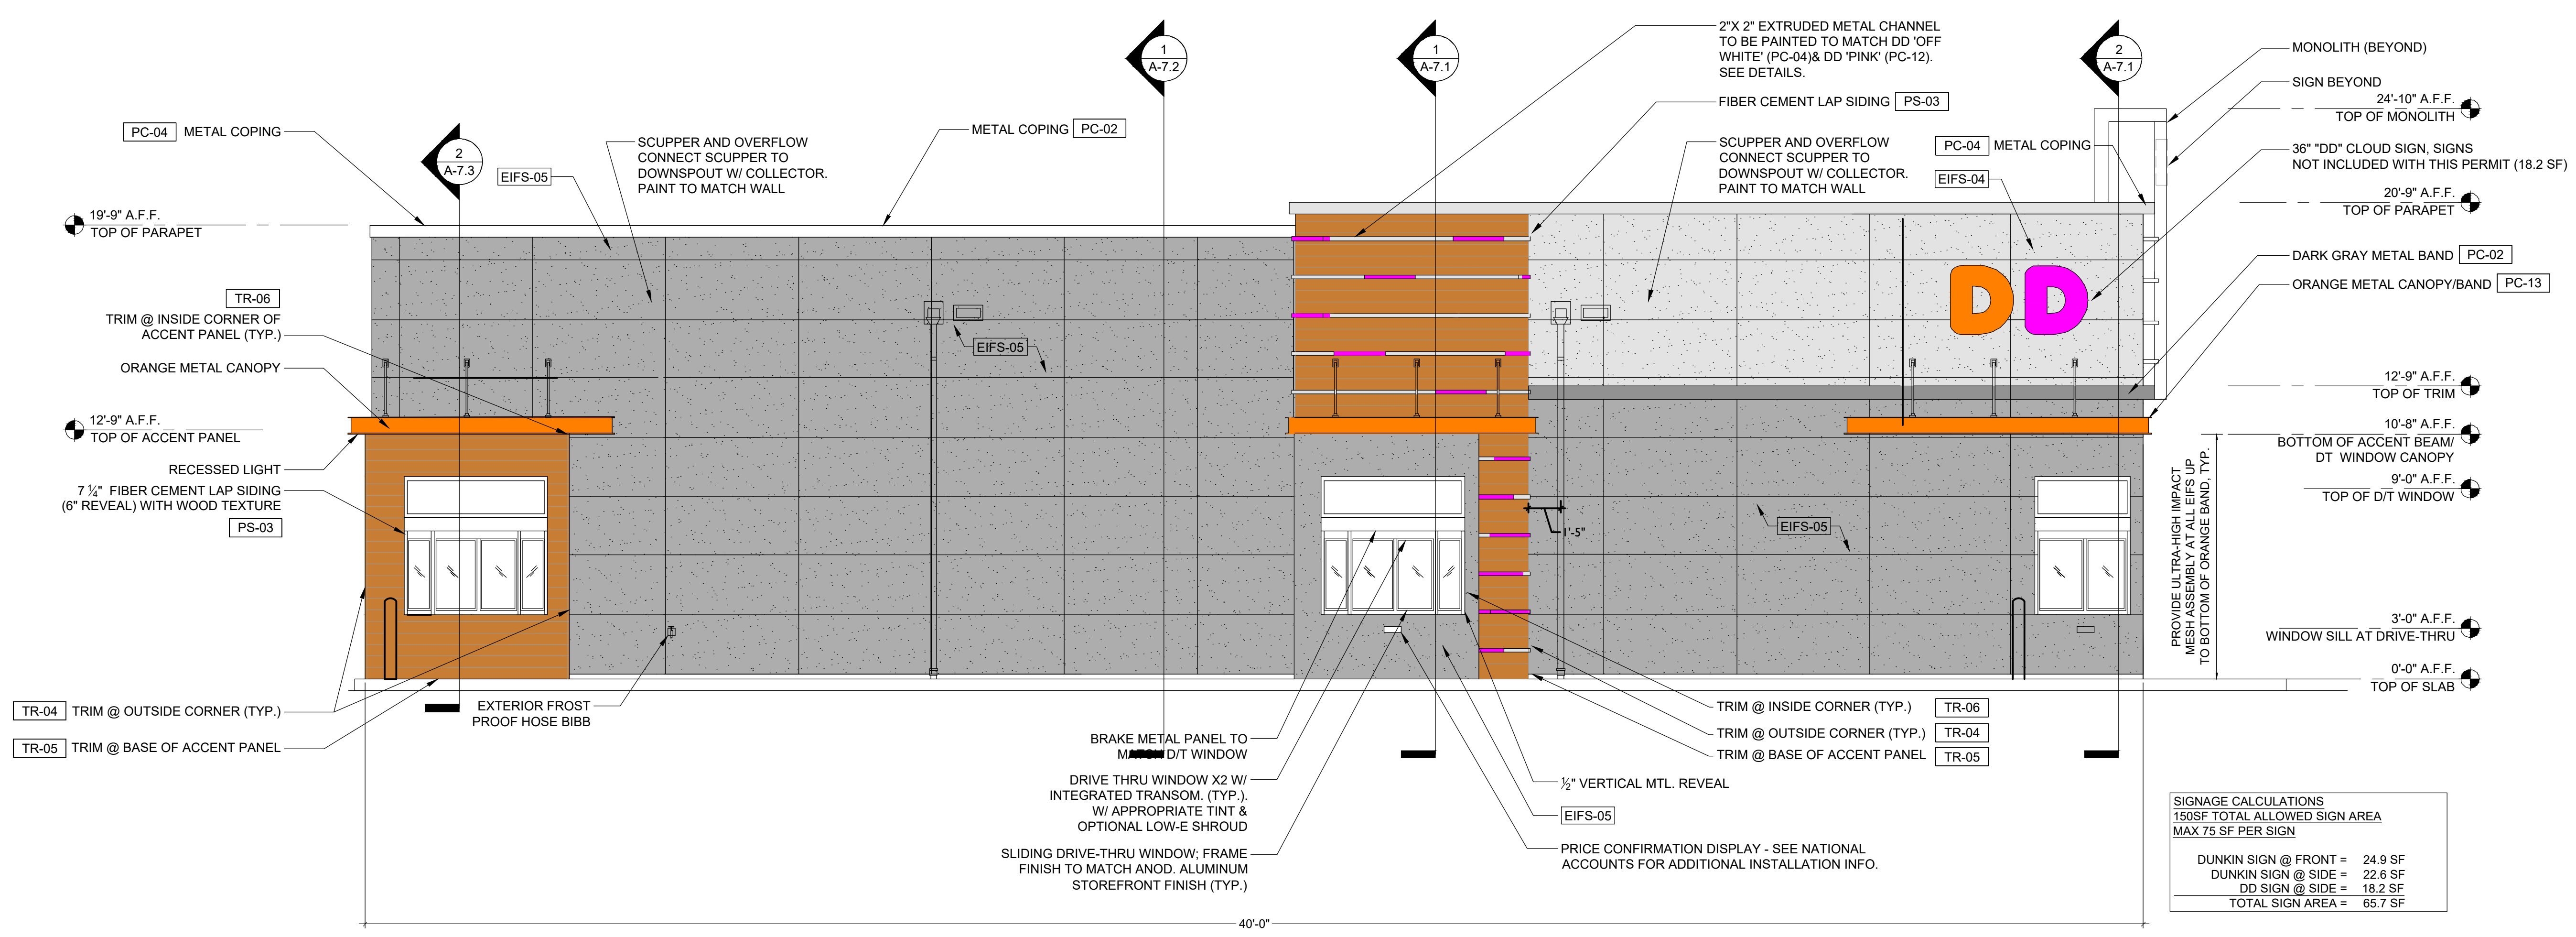 1
A-7.2
1
A-7.1
2
A-7.1
2
A-7.3
PC-04 METAL COPING
EIFS-05
SCUPPER AND OVERFLOW
CONNECT SCUPPER TO
DOWNSPOUT W/ COLLECTOR.
PAINT TO MATCH WALL
METAL COPING PC-02
2"X 2" EXTRUDED METAL CHANNEL
TO BE PAINTED TO MATCH DD 'OFF
WHITE' (PC-04)& DD 'PINK' (PC-12).
SEE DETAILS.
FIBER CEMENT LAP SIDING PS-03
SCUPPER AND OVERFLOW
CONNECT SCUPPER TO
DOWNSPOUT W/ COLLECTOR.
PAINT TO MATCH WALL
PC-04 METAL COPING
EIFS-04
MONOLITH (BEYOND)
SIGN BEYOND
24'-10" A.F.F.
TOP OF MONOLITH
36" "DD" CLOUD SIGN, SIGNS
NOT INCLUDED WITH THIS PERMIT (18.2 SF)
20'-9" A.F.F.
TOP OF PARAPET
DARK GRAY METAL BAND PC-02
ORANGE METAL CANOPY/BAND PC-13
12'-9" A.F.F.
TOP OF TRIM
10'-8" A.F.F.
BOTTOM OF ACCENT BEAM/
DT WINDOW CANOPY
9'-0" A.F.F.
TOP OF D/T WINDOW
3'-0" A.F.F.
WINDOW SILL AT DRIVE-THRU
0'-0" A.F.F.
TOP OF SLAB
PROVIDE ULTRA-HIGH IMPACT
MESH ASSEMBLY AT ALL EIFS UP
TO BOTTOM OF ORANGE BAND, TYP.
19'-9" A.F.F.
TOP OF PARAPET
TR-06
TRIM @ INSIDE CORNER OF
ACCENT PANEL (TYP.)
ORANGE METAL CANOPY
12'-9" A.F.F.
TOP OF ACCENT PANEL
RECESSED LIGHT
7 ¼" FIBER CEMENT LAP SIDING
(6" REVEAL) WITH WOOD TEXTURE
PS-03
TR-04 TRIM @ OUTSIDE CORNER (TYP.)
TR-05 TRIM @ BASE OF ACCENT PANEL
EIFS-05
DD
EIFS-05
1'-5"
EXTERIOR FROST
PROOF HOSE BIBB
BRAKE METAL PANEL TO
MATCH D/T WINDOW
DRIVE THRU WINDOW X2 W/
INTEGRATED TRANSOM. (TYP.).
W/ APPROPRIATE TINT &
OPTIONAL LOW-E SHROUD
SLIDING DRIVE-THRU WINDOW; FRAME
FINISH TO MATCH ANOD. ALUMINUM
STOREFRONT FINISH (TYP.)
TRIM @ INSIDE CORNER (TYP.) TR-06
TRIM @ OUTSIDE CORNER (TYP.) TR-04
TRIM @ BASE OF ACCENT PANEL TR-05
½" VERTICAL MTL. REVEAL
EIFS-05
PRICE CONFIRMATION DISPLAY - SEE NATIONAL
ACCOUNTS FOR ADDITIONAL INSTALLATION INFO.
40'-0"
SIGNAGE CALCULATIONS
150SF TOTAL ALLOWED SIGN AREA
MAX 75 SF PER SIGN
DUNKIN SIGN @ FRONT = 24.9 SF
DUNKIN SIGN @ SIDE = 22.6 SF
DD SIGN @ SIDE = 18.2 SF
TOTAL SIGN AREA = 65.7 SF